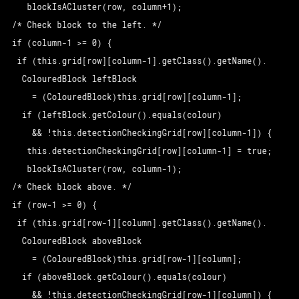 blockIsACluster(row, column+1);
/* Check block to the left. */
if (column-1 >= 0) {
if (this.grid[row][column-1].getClass().getName().
ColouredBlock leftBlock
= (ColouredBlock)this.grid[row][column-1];
if (leftBlock.getColour().equals(colour)
&& !this.detectionCheckingGrid[row][column-1]) {
this.detectionCheckingGrid[row][column-1] = true;
blockIsACluster(row, column-1);
/* Check block above. */
if (row-1 >= 0) {
if (this.grid[row-1][column].getClass().getName().
ColouredBlock aboveBlock
= (ColouredBlock)this.grid[row-1][column];
if (aboveBlock.getColour().equals(colour)
&& !this.detectionCheckingGrid[row-1][column]) {